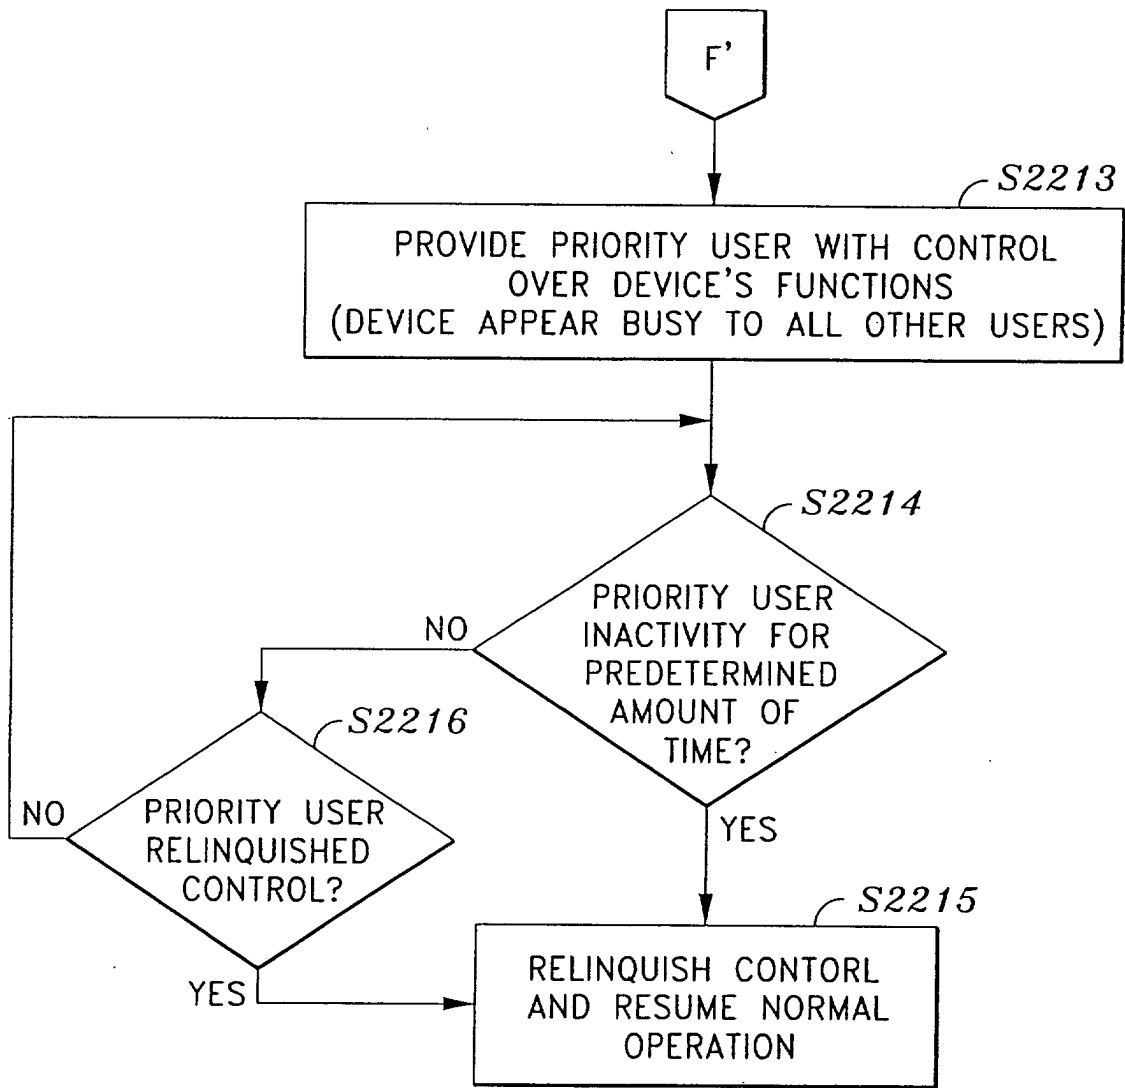 F'
S2213
PROVIDE PRIORITY USER WITH CONTROL
OVER DEVICE'S FUNCTIONS
(DEVICE APPEAR BUSY TO ALL OTHER USERS)
S2214
PRIORITY USER
INACTIVITY FOR
PREDETERMINED
AMOUNT OF
TIME?
NO
YES
S2216
PRIORITY USER
RELINQUISHED
CONTROL?
NO
YES
S2215
RELINQUISH CONTORL
AND RESUME NORMAL
OPERATION